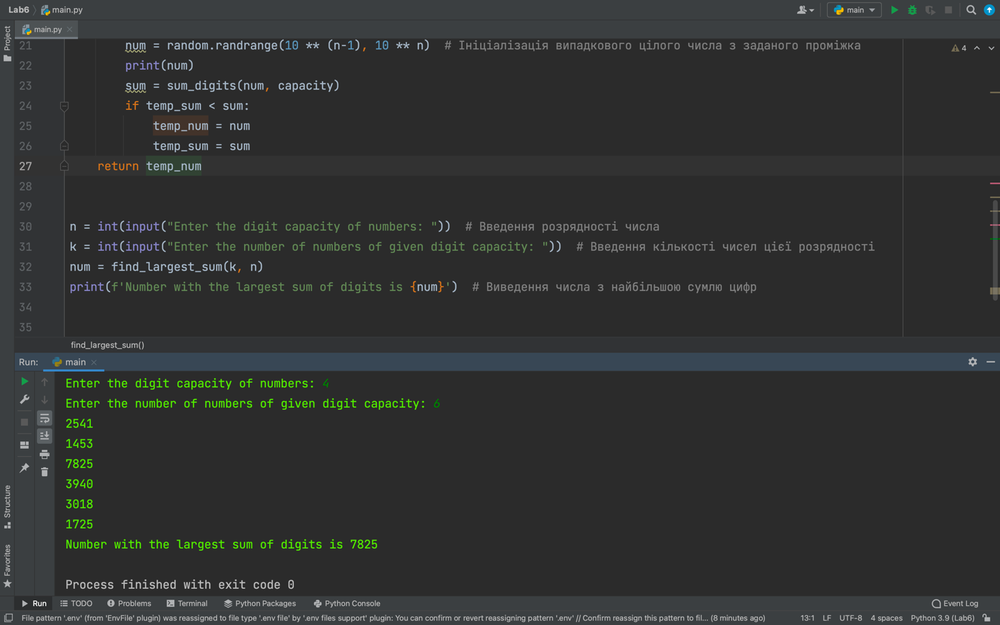 Lab6 main.py
main
main.py
Project
4
21 num = random.randrange(10 ** (n-1), 10 ** n)  # Ініціалізація випадкового цілого числа з заданого проміжка
22 print(num)
23 sum = sum_digits(num, capacity)
24 if temp_sum < sum:
25 temp_num = num
26 temp_sum = sum
27 return temp_num
28
29
30 n = int(input("Enter the digit capacity of numbers: "))  # Введення розрядності числа
31 k = int(input("Enter the number of numbers of given digit capacity: "))  # Введення кількості чисел цієї розрядності
32 num = find_largest_sum(k, n)
33 print(f'Number with the largest sum of digits is {num}')  # Виведення числа з найбільшою сумлю цифр
34
35
find_largest_sum()
Run: main
Enter the digit capacity of numbers: 4
Enter the number of numbers of given digit capacity: 6
2541
1453
7825
3940
3018
1725
Number with the largest sum of digits is 7825
Process finished with exit code 0
Structure
Favorites
Run TODO Problems Terminal Python Packages Python Console Event Log
File pattern '.env' (from 'EnvFile' plugin) was reassigned to file type '.env file' by '.env files support' plugin: You can confirm or revert reassigning pattern '.env' // Confirm reassign this pattern to fil... (8 minutes ago) 13:1 LF UTF-8 4 spaces Python 3.9 (Lab6)